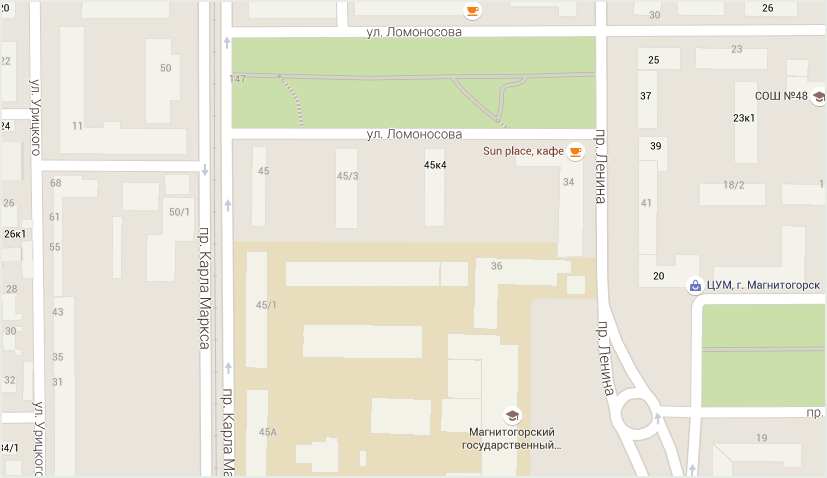 20
30
26
ул. Ломоносова
22
50
25
23
147
37
СОШ №48
ул. Урицкого
24
11
23к1
ул. Ломоносова
пр. Ленина
39
Sun place, кафе
45
45/3
45к4
34
68
18/2
1
26
61
50/1
41
26к1
55
пр. Карла Маркса
36
20
ЦУМ, г. Магнитогорск
28
43
45/1
30
пр. Ленина
35
32
31
пр. Карла Ма
ул. Урицкого
пр.
45А
Магнитогорский
государственный...
34/1
19